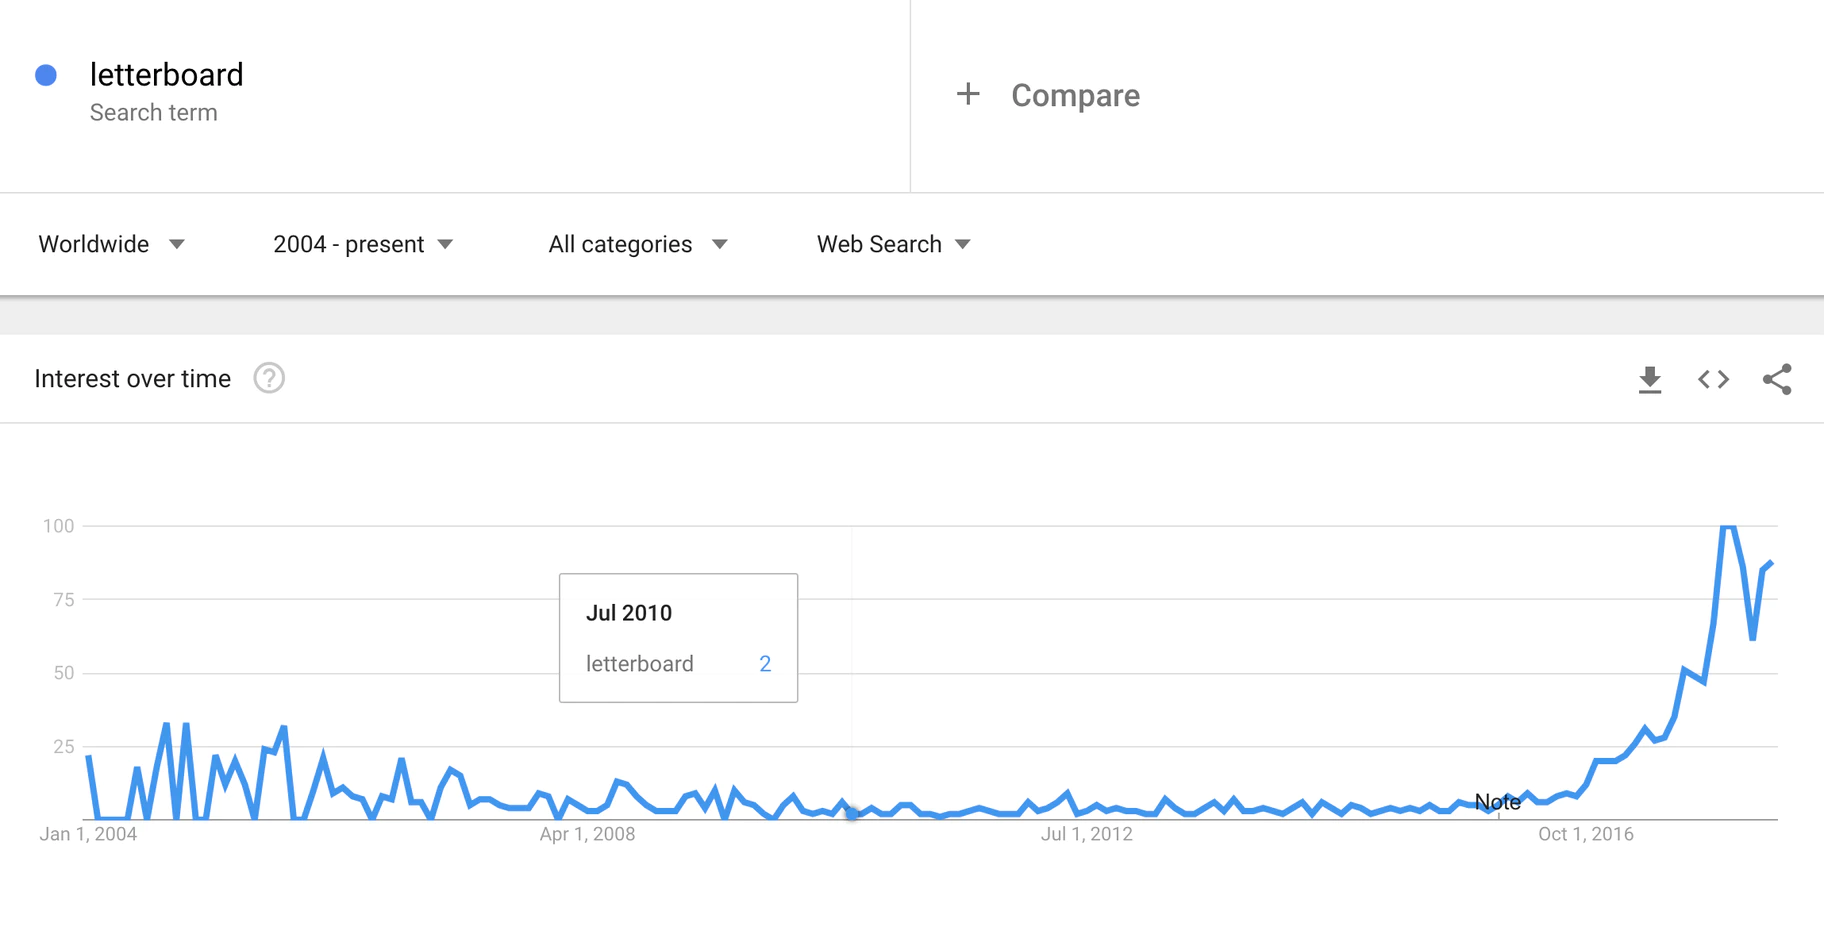 letterboard
Search term
+ Compare
Worldwide
2004 - present
All categories
Web Search
Interest over time ?
100
75
50
25
Jul 2010
letterboard 2
Note
Jan 1, 2004
Apr 1, 2008
Jul 1, 2012
Oct 1, 2016